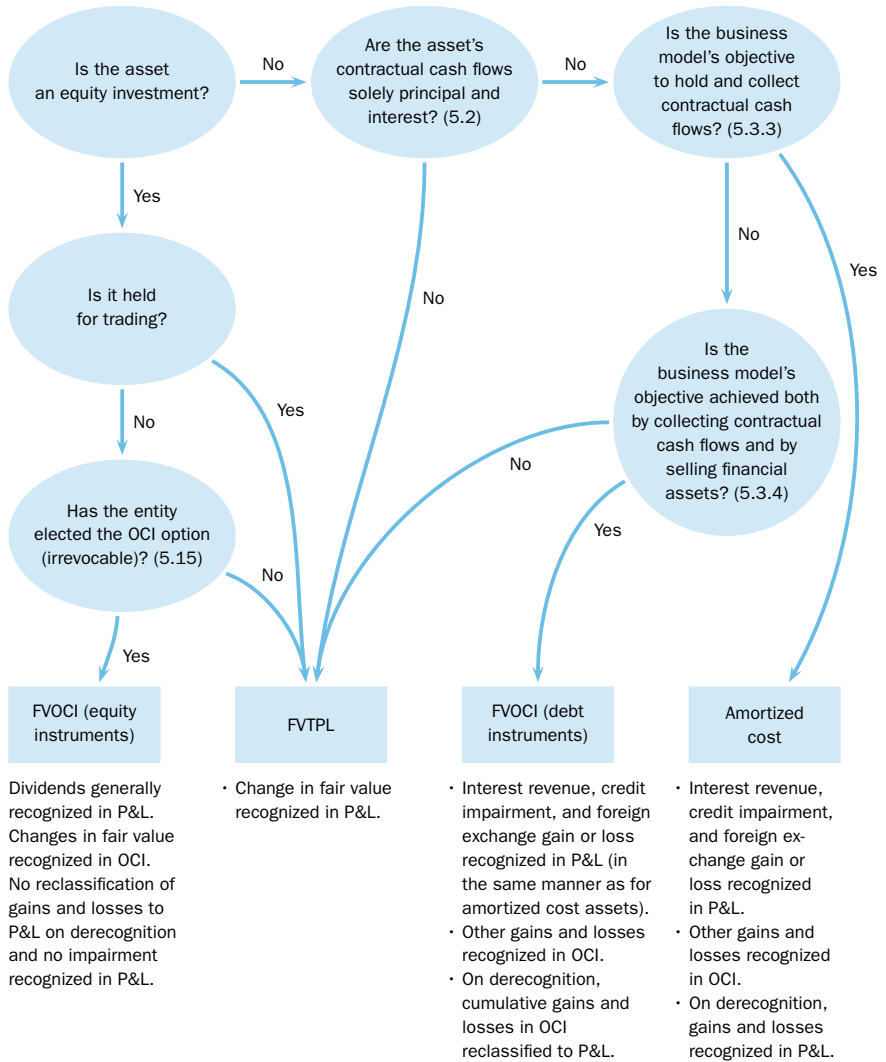 Is the asset
an equity investment?
No
Are the asset's
contractual cash flows
solely principal and
interest? (5.2)
No
Is the business
model's objective
to hold and collect
contractual cash
flows? (5.3.3)
Yes
No
No
Yes
Is it held
for trading?
Yes
No
Is the
business model's
objective achieved both
by collecting contractual
cash flows and by
selling financial
assets? (5.3.4)
No
Yes
Has the entity
elected the OCI option
(irrevocable)? (5.15)
No
Yes
FVOCI (equity
instruments)
FVTPL
FVOCI (debt
instruments)
Amortized
cost
Dividends generally
recognized in P&L.
Changes in fair value
recognized in OCI.
No reclassification of
gains and losses to
P&L on derecognition
and no impairment
recognized in P&L.
· Change in fair value
recognized in P&L.
· Interest revenue, credit
impairment, and foreign
exchange gain or loss
recognized in P&L (in
the same manner as for
amortized cost assets).
· Other gains and losses
recognized in OCI.
· On derecognition,
cumulative gains and
losses in OCI
reclassified to P&L.
· Interest revenue,
credit impairment,
and foreign ex-
change gain or
loss recognized
in P&L.
· Other gains and
losses recognized
in OCI.
· On derecognition,
gains and losses
recognized in P&L.